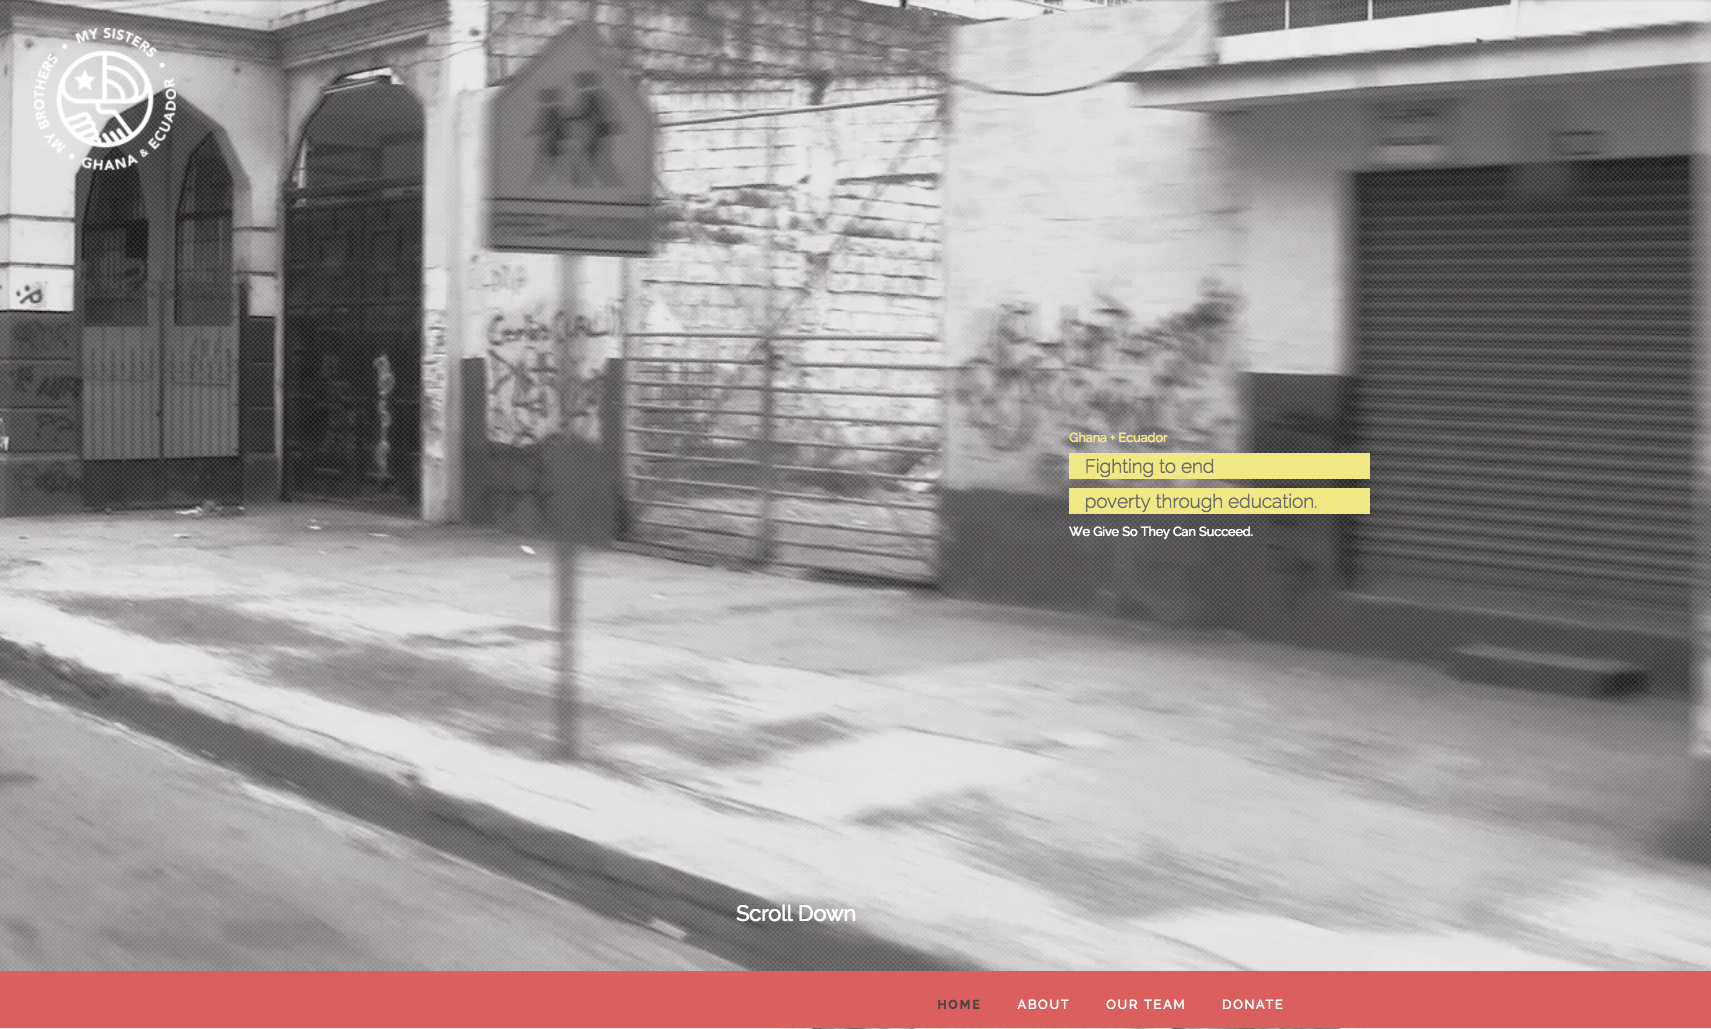 MY BROTHERS • MY SISTERS •
GHANA & ECUADOR •
Ghana + Ecuador
Fighting to end
poverty through education.
We Give So They Can Succeed.
Scroll Down
HOME ABOUT OUR TEAM DONATE